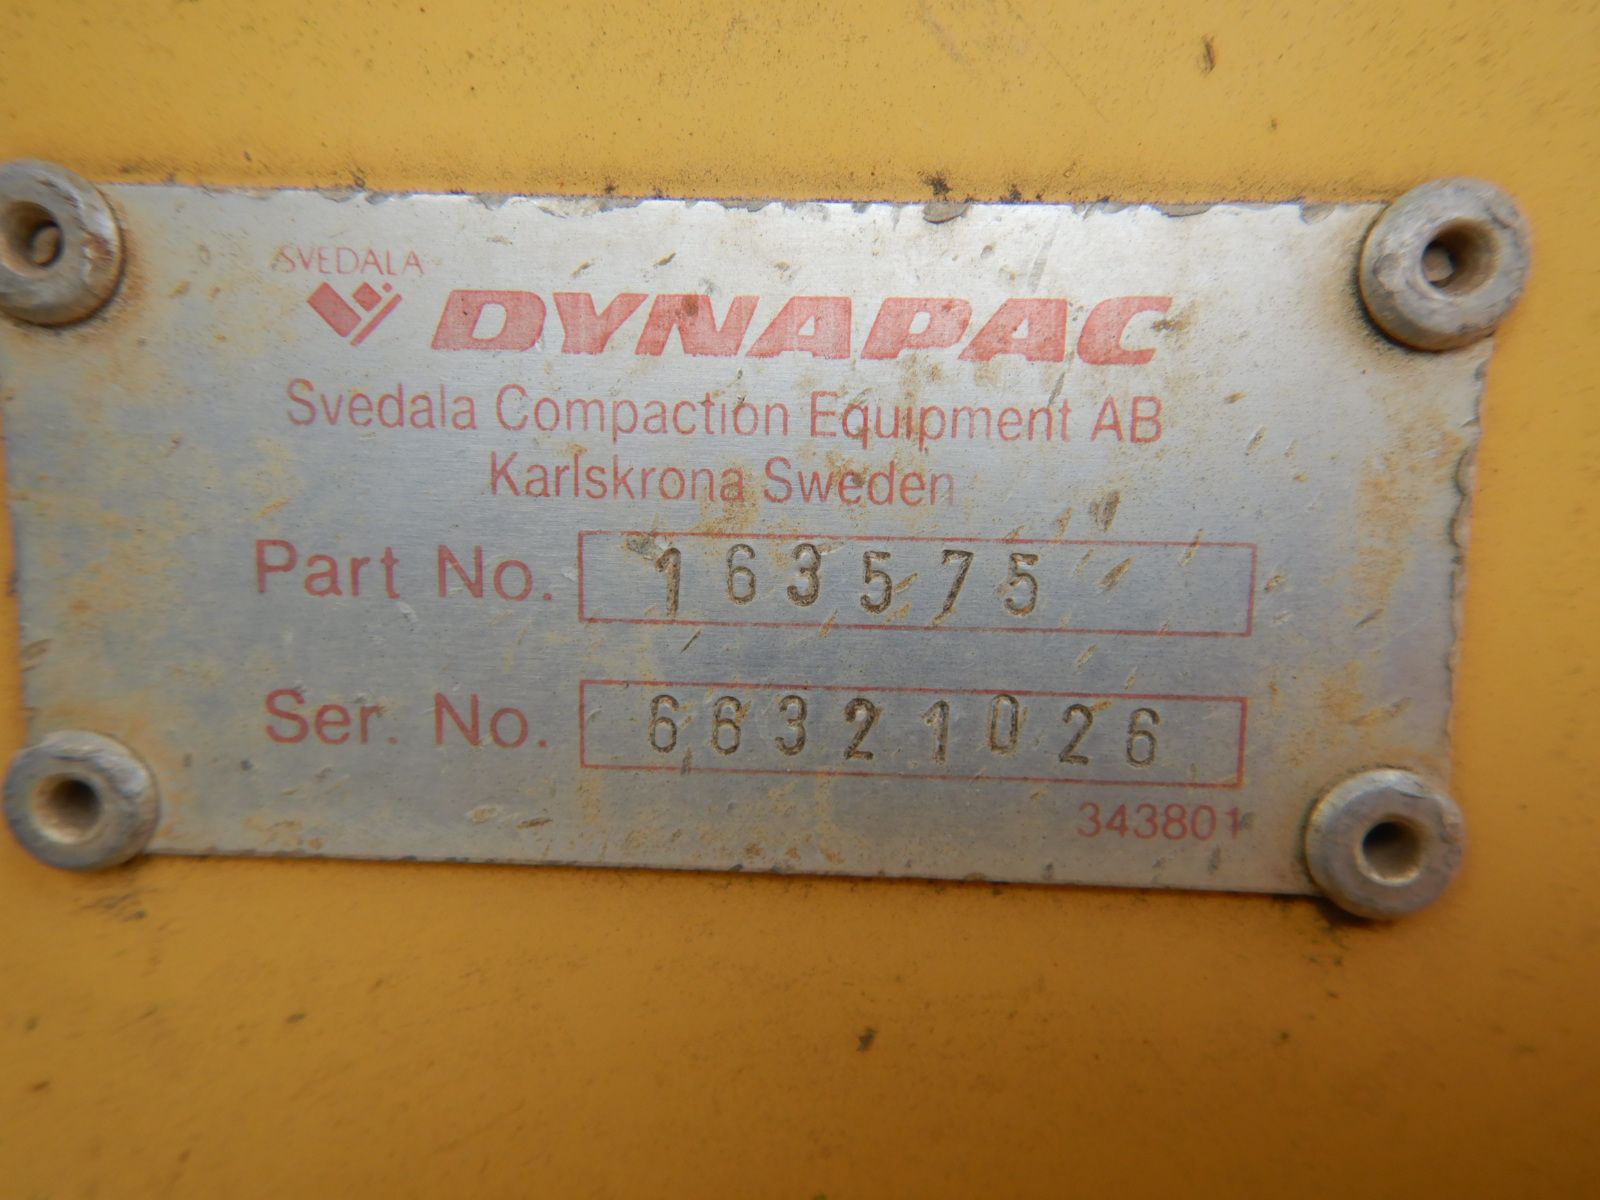 SVEDALA
DYNAPAC
Svedala Compaction Equipment AB
Karlskrona Sweden
Part No. 163575
Ser. No. 66321026
343801